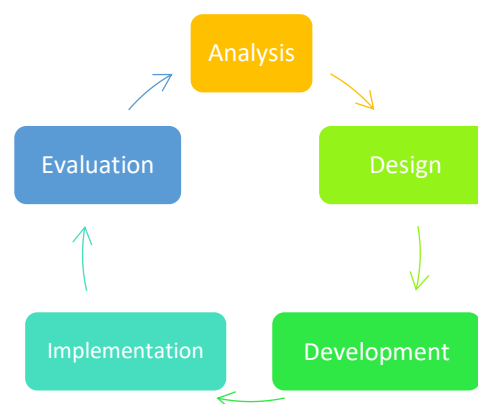 Analysis
Design
Development
Implementation
Evaluation